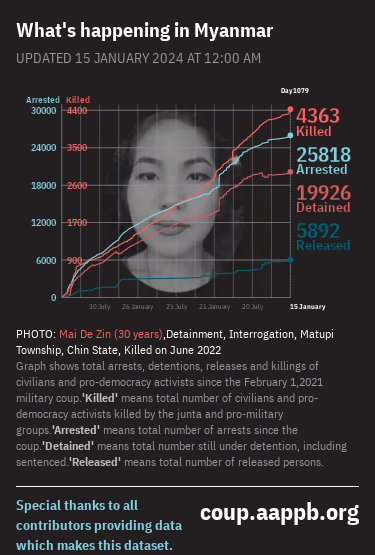 What's happening in Myanmar
UPDATED 15 JANUARY 2024 AT 12:00 AM
Day1079
Arrested Killed
30000 4400
24000 3500
18000 2600
12000 1700
6000 900
0
4363
Killed
25818
Arrested
19926
Detained
5892
Released
30 July 26 January 25 July 21 January 20 July 15 January
PHOTO: Mai De Zin (30 years),Detainment, Interrogation, Matupi
Township, Chin State, Killed on June 2022
Graph shows total arrests, detentions, releases and killings of
civilians and pro-democracy activists since the February 1,2021
military coup.'Killed' means total number of civilians and pro-
democracy activists killed by the junta and pro-military
groups.'Arrested' means total number of arrests since the
coup.'Detained' means total number still under detention, including
sentenced.'Released' means total number of released persons.
Special thanks to all
contributors providing data
which makes this dataset.
coup.aappb.org